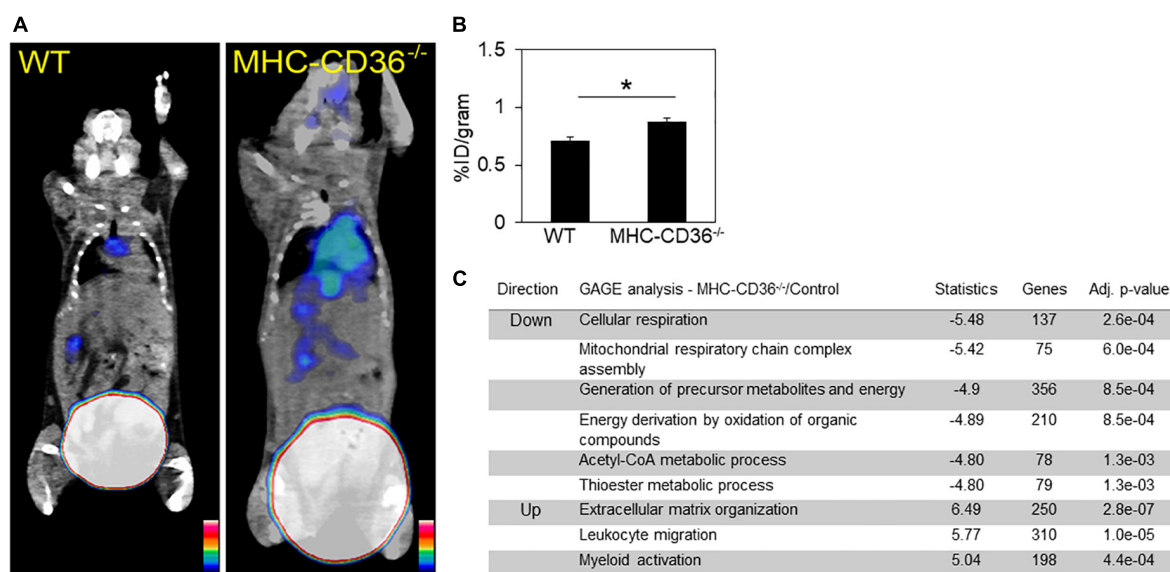 A
WT
MHC-CD36-/-
B
1.5
1
0.5
0
%ID/gram
*
WT
MHC-CD36-/-
C
Direction GAGE analysis - MHC-CD36-/-/Control Statistics Genes Adj. p-value
Down Cellular respiration -5.48 137 2.6e-04
Mitochondrial respiratory chain complex
assembly -5.42 75 6.0e-04
Generation of precursor metabolites and energy -4.9 356 8.5e-04
Energy derivation by oxidation of organic
compounds -4.89 210 8.5e-04
Acetyl-CoA metabolic process -4.80 78 1.3e-03
Thioester metabolic process -4.80 79 1.3e-03
Up Extracellular matrix organization 6.49 250 2.8e-07
Leukocyte migration 5.77 310 1.0e-05
Myeloid activation 5.04 198 4.4e-04